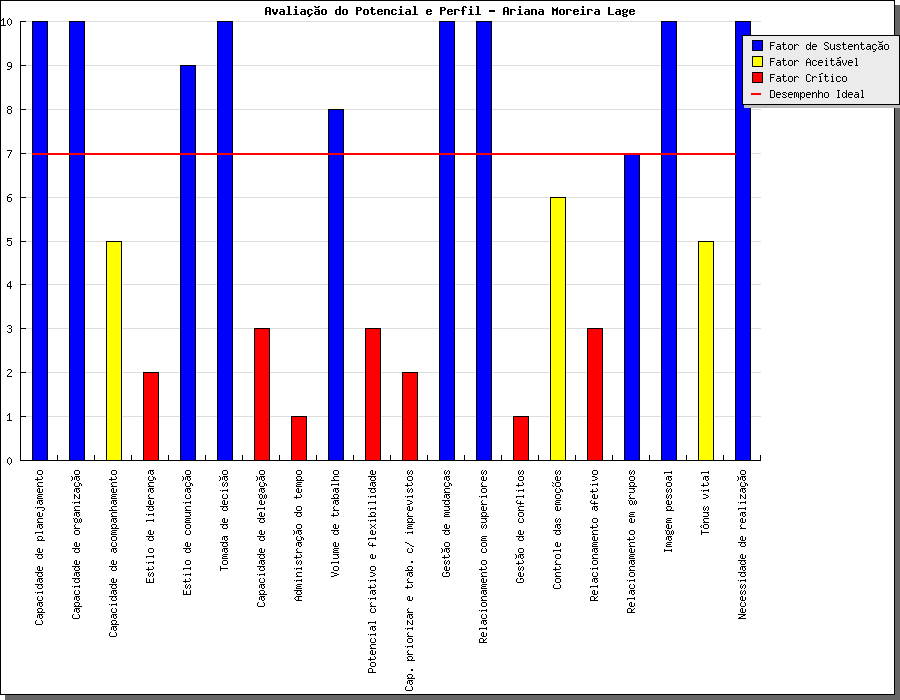 Avaliação do Potencial e Perfil - Ariana Moreira Lage
10
9
8
7
6
5
4
3
2
1
0
Fator de Sustentação
Fator Aceitável
Fator Crítico
Desempenho Ideal
Capacidade de planejamento
Capacidade de organização
Capacidade de acompanhamento
Estilo de liderança
Estilo de comunicação
Tomada de decisão
Capacidade de delegação
Administração do tempo
Volume de trabalho
Potencial criativo e flexibilidade
Cap. priorizar e trab. c/ imprevistos
Gestão de mudanças
Relacionamento com superiores
Gestão de conflitos
Controle das emoções
Relacionamento afetivo
Relacionamento em grupos
Imagem pessoal
Tônus vital
Necessidade de realização